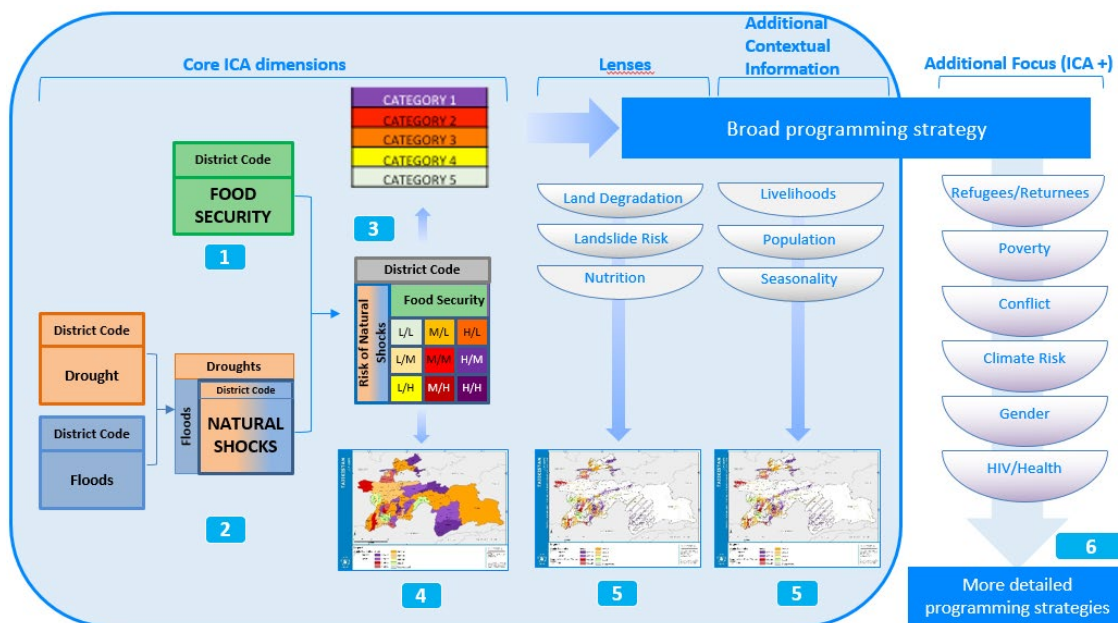 Additional
Contextual
Information
Core ICA dimensions
Lenses
Additional Focus (ICA +)
CATEGORY 1
CATEGORY 2
CATEGORY 3
CATEGORY 4
CATEGORY 5
Broad programming strategy
District Code
FOOD
SECURITY
1
3
Land Degradation
Landslide Risk
Nutrition
Livelihoods
Population
Seasonality
Refugees/Returnees
Poverty
Conflict
Climate Risk
Gender
HIV/Health
District Code
Risk of Natural
Shocks
Food Security
L/L
M/L
H/L
L/M
M/M
H/M
L/H
M/H
H/H
District Code
Drought
District Code
Floods
Droughts
Floods
District Code
NATURAL
SHOCKS
2
TAJIKISTAN
TAJIKISTAN
TAJIKISTAN
4
5
5
6
More detailed
programming strategies